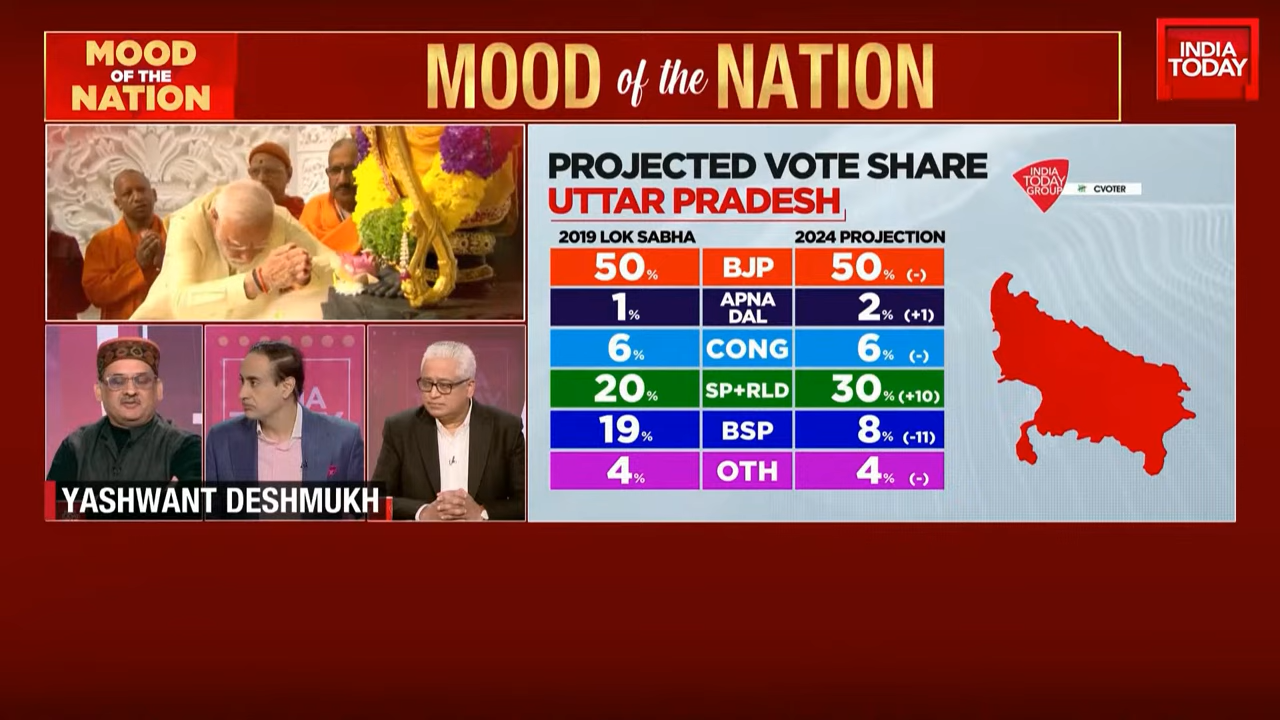 MOOD
OF THE
NATION
MOOD of the NATION
INDIA
TODAY
PROJECTED VOTE SHARE
UTTAR PRADESH
INDIA
TODAY
GROUP
CVOTER
2019 LOK SABHA
2024 PROJECTION
50% BJP 50% (-)
1% APNA DAL 2% (+1)
6% CONG 6% (-)
20% SP+RLD 30% (+10)
19% BSP 8% (-11)
4% OTH 4% (-)
YASHWANT DESHMUKH